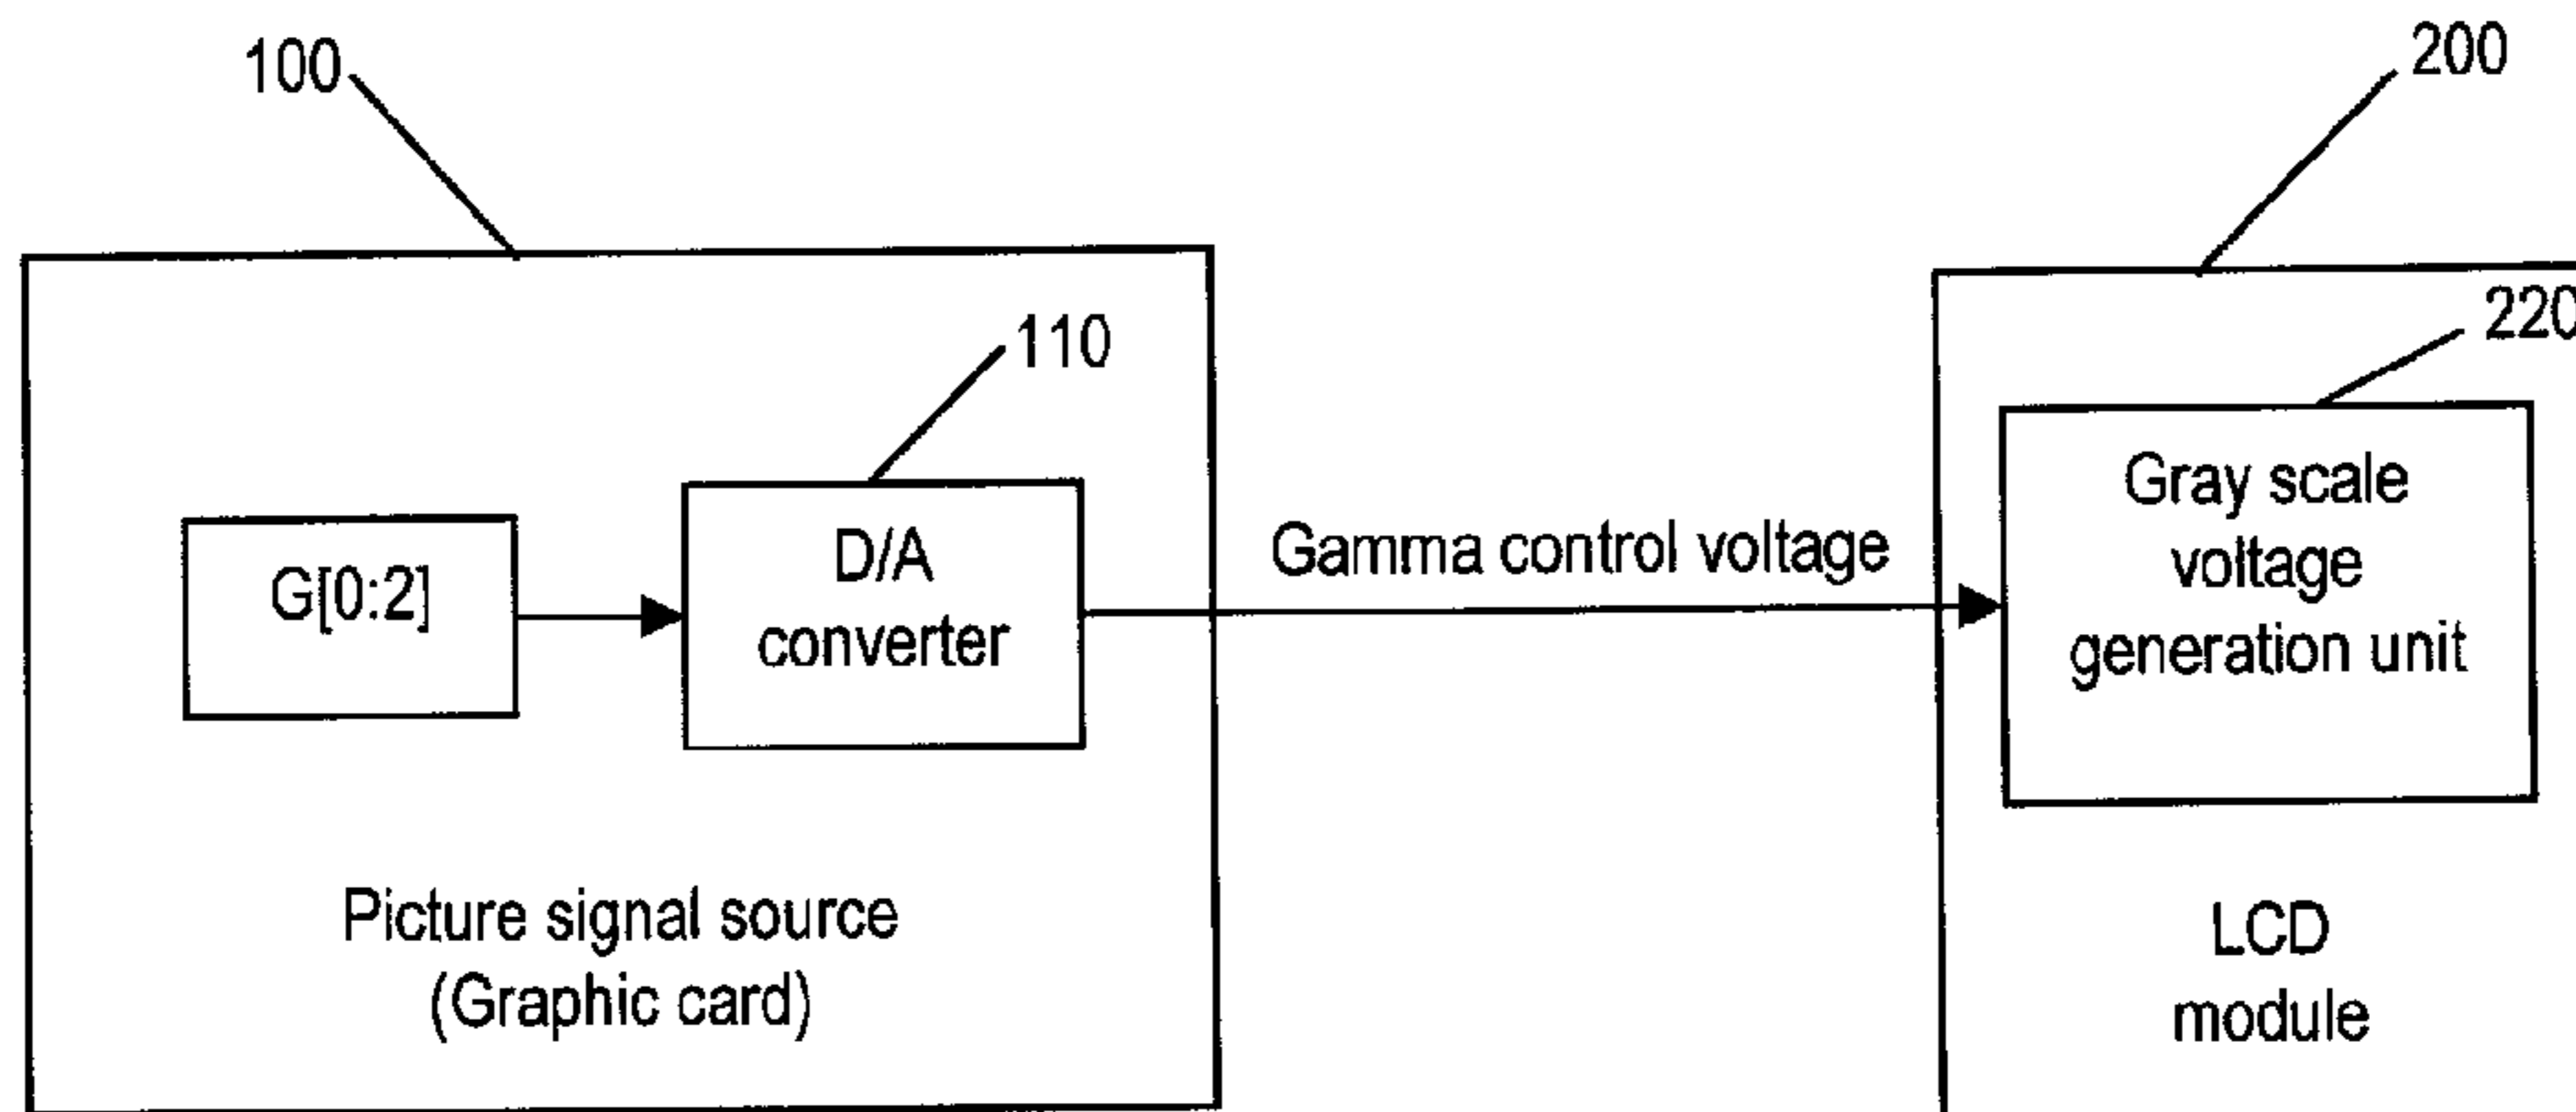 100
200
110
220
G[0:2]
D/A
converter
Gamma control voltage
Gray scale
voltage
generation unit
Picture signal source
(Graphic card)
LCD
module